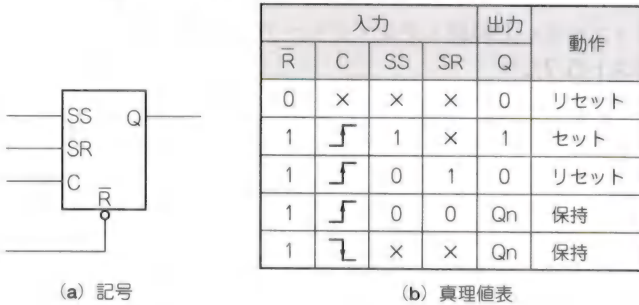 SS Q
SR
C
R̅
(a) 記号
入力 出力 動作
R̅ C SS SR Q
0 × × × 0 リセット
1 1 × 1 セット
1 0 1 0 リセット
1 0 0 Qn 保持
1 × × Qn 保持
(b) 真理値表